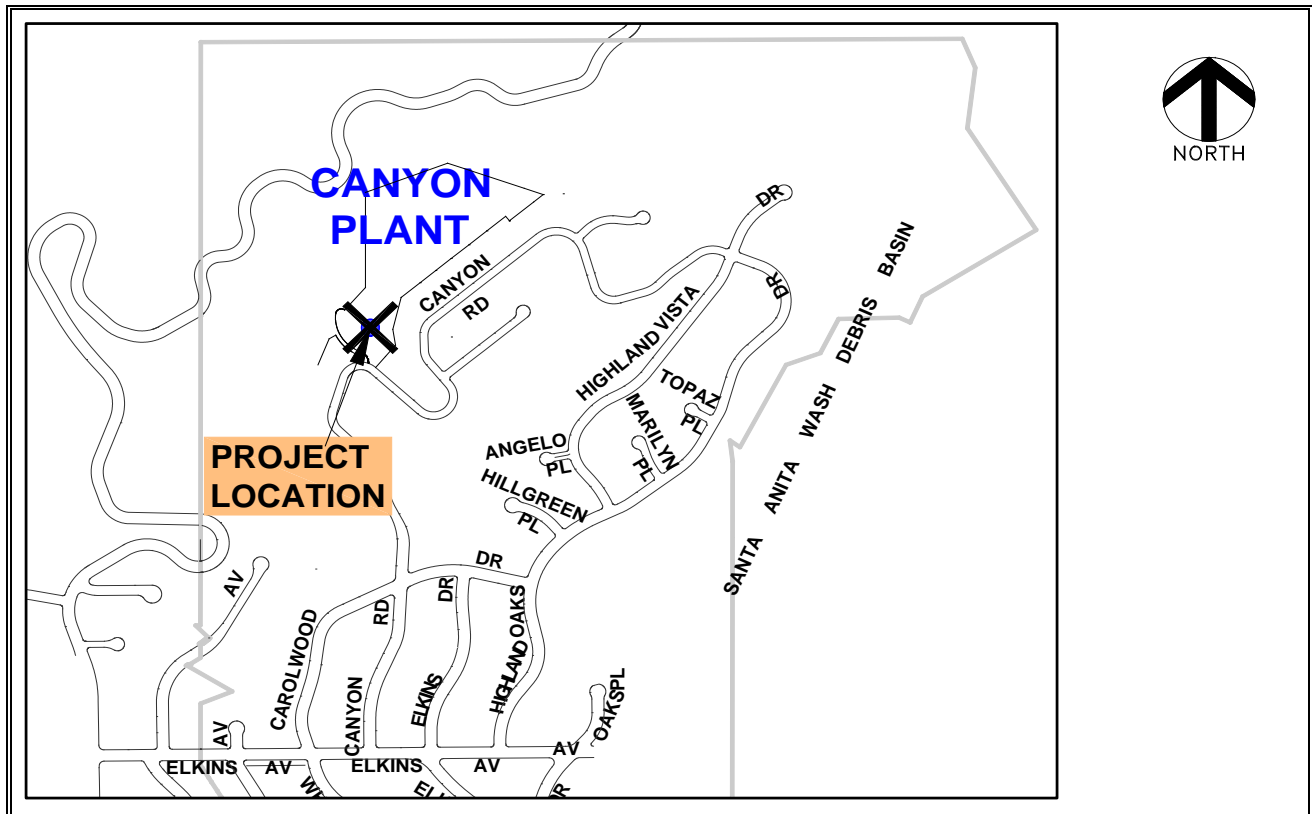 NORTH
CANYON
PLANT
CANYON
RD
DR
DR
HIGHLAND VISTA
SANTA ANITA WASH DEBRIS BASIN
TOPAZ
PL
MARILYN
PL
ANGELO
PL
HILLGREEN
PL
PROJECT
LOCATION
DR
AV
RD
DR
HIGHLAND OAKS
CAROLWOOD
CANYON
ELKINS
OAKS PL
AV
AV
ELKINS AV
ELKINS
AV